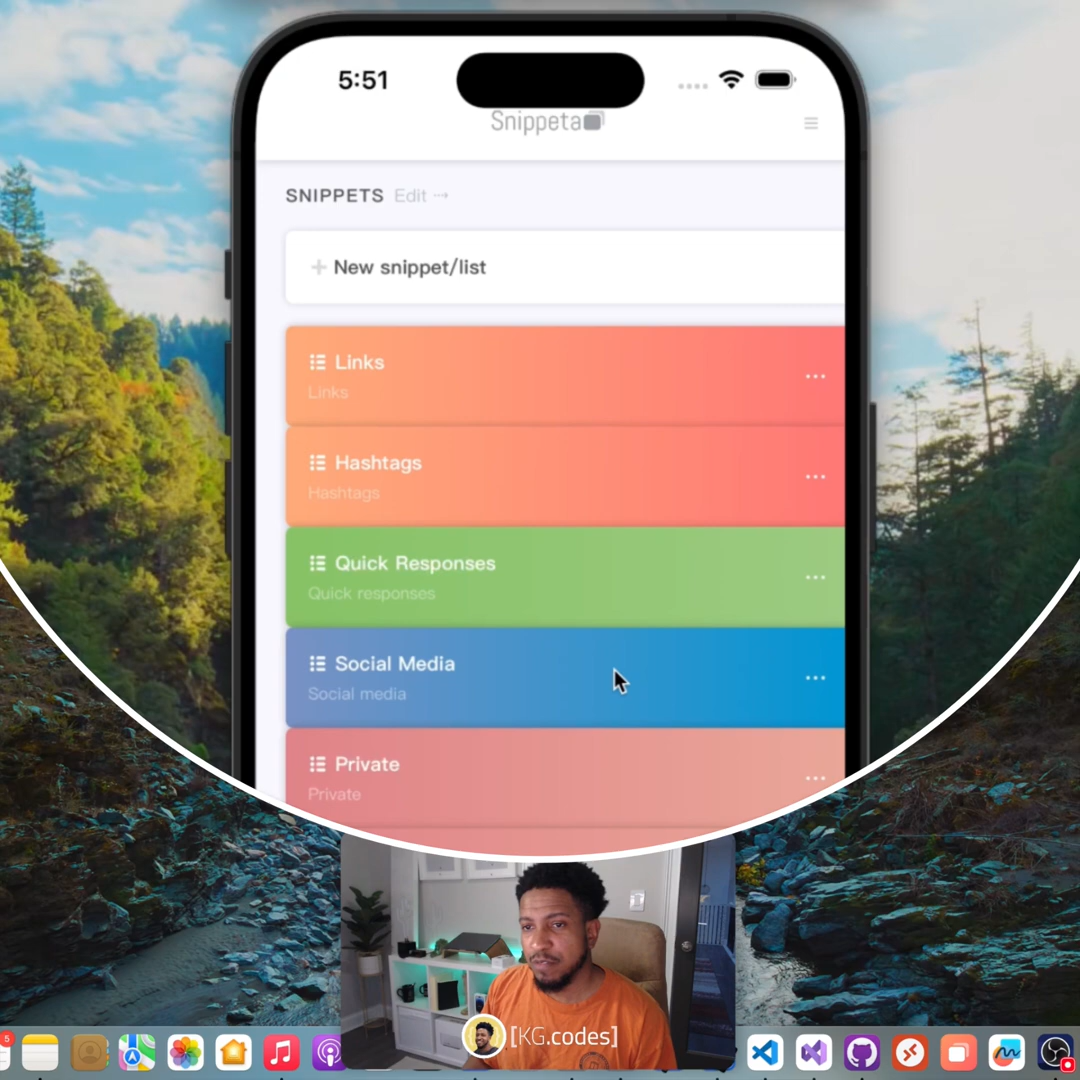 5:51
Snippeta
SNIPPETS Edit
New snippet/list
Links
Links
Hashtags
Hashtags
Quick Responses
Quick responses
Social Media
Social media
Private
Private
[KG.codes]
5